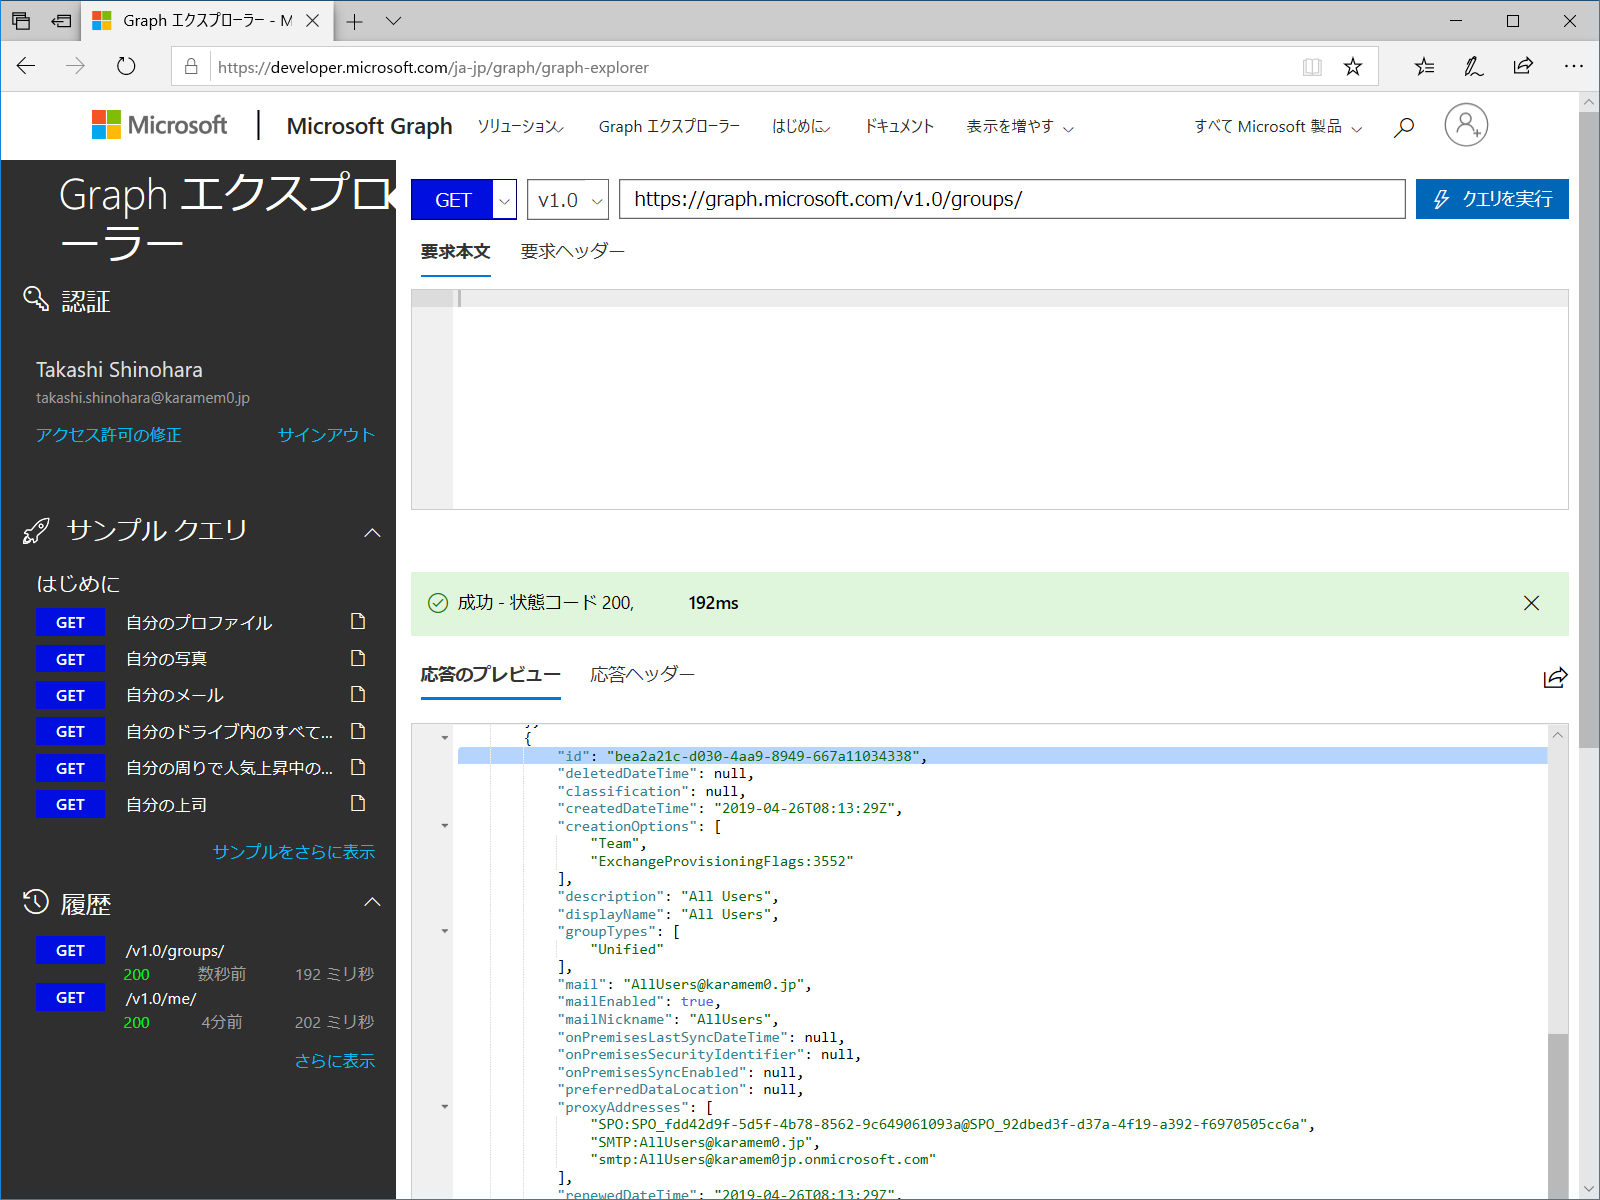 Graph エクスプローラー - M
https://developer.microsoft.com/ja-jp/graph/graph-explorer
Microsoft
Microsoft Graph
ソリューション
Graph エクスプローラー
はじめに
ドキュメント
表示を増やす
すべて Microsoft 製品
Graph エクスプロ
ーラー
認証
Takashi Shinohara
takashi.shinohara@karamem0.jp
アクセス許可の修正
サインアウト
サンプル クエリ
はじめに
GET 自分のプロファイル
GET 自分の写真
GET 自分のメール
GET 自分のドライブ内のすべて...
GET 自分の周りで人気上昇中の...
GET 自分の上司
サンプルをさらに表示
履歴
GET /v1.0/groups/
200 数秒前 192 ミリ秒
GET /v1.0/me/
200 4分前 202 ミリ秒
さらに表示
GET v1.0 https://graph.microsoft.com/v1.0/groups/ クエリを実行
要求本文 要求ヘッダー
成功 - 状態コード 200, 192ms
応答のプレビュー 応答ヘッダー
{
"id": "bea2a21c-d030-4aa9-8949-667a11034338",
"deletedDateTime": null,
"classification": null,
"createdDateTime": "2019-04-26T08:13:29Z",
"creationOptions": [
"Team",
"ExchangeProvisioningFlags:3552"
],
"description": "All Users",
"displayName": "All Users",
"groupTypes": [
"Unified"
],
"mail": "AllUsers@karamem0.jp",
"mailEnabled": true,
"mailNickname": "AllUsers",
"onPremisesLastSyncDateTime": null,
"onPremisesSecurityIdentifier": null,
"onPremisesSyncEnabled": null,
"preferredDataLocation": null,
"proxyAddresses": [
"SPO:SPO_fdd42d9f-5d5f-4b78-8562-9c649061093a@SPO_92dbed3f-d37a-4f19-a392-f6970505cc6a",
"SMTP:AllUsers@karamem0.jp",
"smtp:AllUsers@karamem0jp.onmicrosoft.com"
],
"renewedDateTime": "2019-04-26T08:13:29Z",